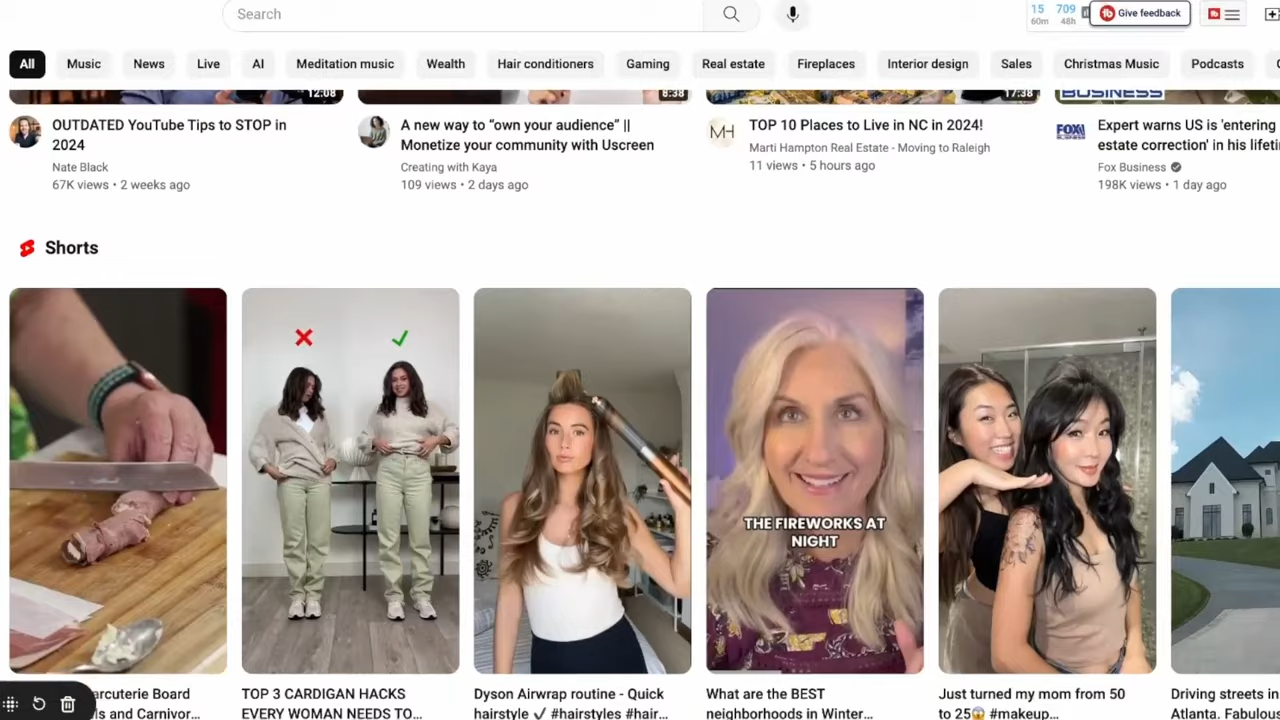 Search
15 709
60m 48h
Give feedback
All
Music
News
Live
AI
Meditation music
Wealth
Hair conditioners
Gaming
Real estate
Fireplaces
Interior design
Sales
Christmas Music
Podcasts
12:08
8:38
17:38
BUSINESS
OUTDATED YouTube Tips to STOP in
2024
Nate Black
67K views • 2 weeks ago
A new way to “own your audience” ||
Monetize your community with Uscreen
Creating with Kaya
109 views • 2 days ago
MH
TOP 10 Places to Live in NC in 2024!
Marti Hampton Real Estate - Moving to Raleigh
11 views • 5 hours ago
FOX
BUSINESS
Expert warns US is 'entering
estate correction' in his lifeti
Fox Business
198K views • 1 day ago
Shorts
THE FIREWORKS AT
NIGHT
arcuterie Board
ls and Carnivor...
TOP 3 CARDIGAN HACKS
EVERY WOMAN NEEDS TO...
Dyson Airwrap routine - Quick
hairstyle ✓ #hairstyles #hair...
What are the BEST
neighborhoods in Winter...
Just turned my mom from 50
to 25😱 #makeup...
Driving streets in
Atlanta. Fabulou